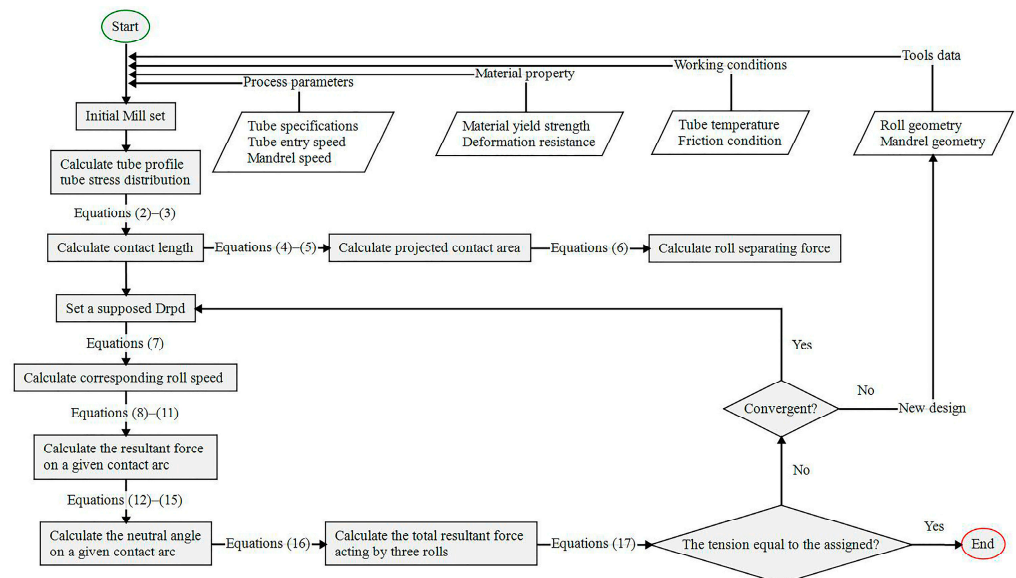 Start
Tools data
Working conditions
Material property
Process parameters
Initial Mill set
Tube specifications
Tube entry speed
Mandrel speed
Material yield strength
Deformation resistance
Tube temperature
Friction condition
Roll geometry
Mandrel geometry
Calculate tube profile
tube stress distribution
Equations (2)–(3)
Calculate contact length
Equations (4)–(5)
Calculate projected contact area
Equations (6)
Calculate roll separating force
Set a supposed Drpd
Equations (7)
Yes
Calculate corresponding roll speed
Equations (8)–(11)
Convergent?
No
New design
Calculate the resultant force
on a given contact arc
No
Equations (12)–(15)
Calculate the neutral angle
on a given contact arc
Equations (16)
Calculate the total resultant force
acting by three rolls
Equations (17)
The tension equal to the assigned?
Yes
End